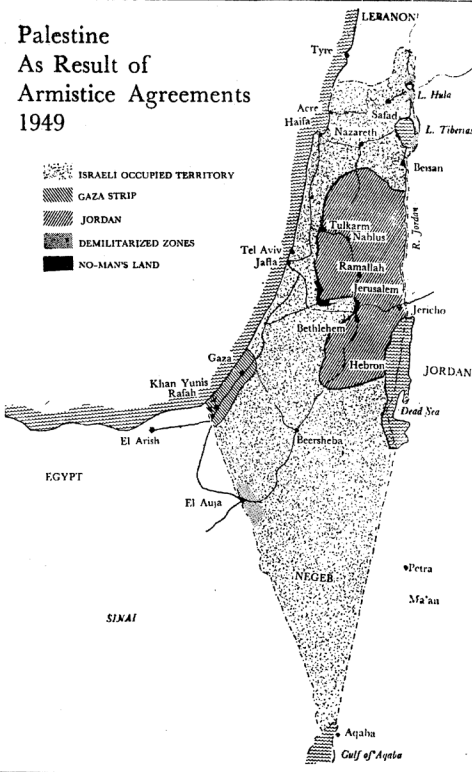 Palestine
As Result of
Armistice Agreements
1949
ISRAELI OCCUPIED TERRITORY
GAZA STRIP
JORDAN
DEMILITARIZED ZONES
NO-MAN'S LAND
LEBANON
Tyre
L. Hula
Acre
Safad
Haifa
Nazareth
L. Tiberias
Beisan
R. Jordan
Tulkarm
Nablus
Tel Aviv
Jaffa
Ramallah
Jerusalem
Jericho
Bethlehem
Gaza
Hebron
JORDAN
Khan Yunis
Rafah
Dead Sea
El Arish
Beersheba
EGYPT
El Auja
NEGEB
Petra
Ma'an
SINAI
Aqaba
Gulf of Aqaba